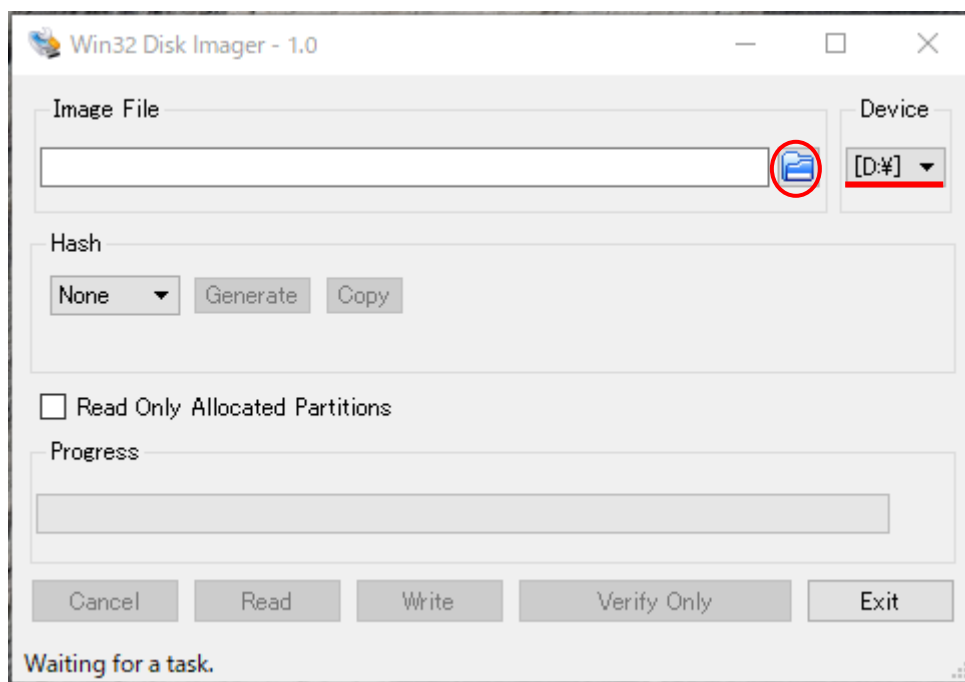 Win32 Disk Imager - 1.0
Image File
Device
[D:¥]
Hash
None
Generate
Copy
Read Only Allocated Partitions
Progress
Cancel
Read
Write
Verify Only
Exit
Waiting for a task.